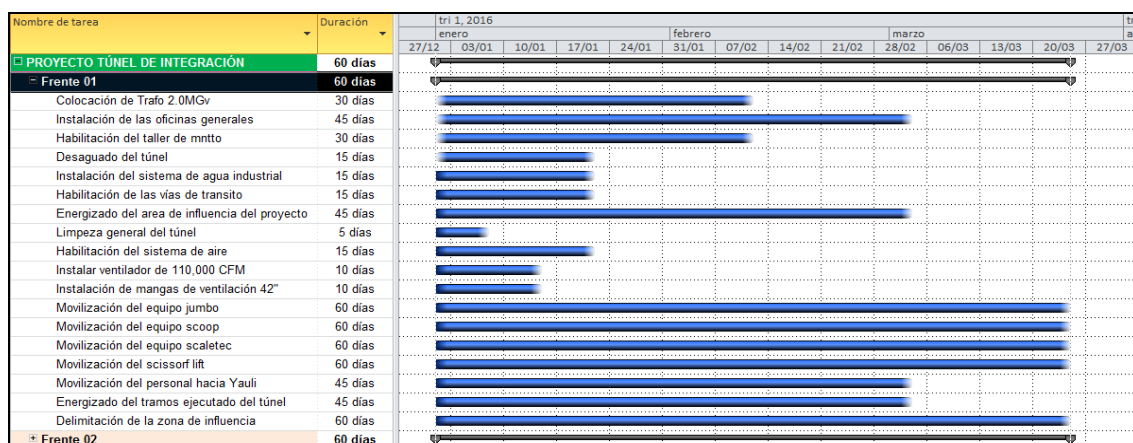 Nombre de tarea Duración tri 1, 2016 tr
enero febrero marzo a
27/12 03/01 10/01 17/01 24/01 31/01 07/02 14/02 21/02 28/02 06/03 13/03 20/03 27/03
PROYECTO TÚNEL DE INTEGRACIÓN 60 días
Frente 01 60 días
Colocación de Trafo 2.0MGv 30 días
Instalación de las oficinas generales 45 días
Habilitación del taller de mntto 30 días
Desaguado del túnel 15 días
Instalación del sistema de agua industrial 15 días
Habilitación de las vías de transito 15 días
Energizado del area de influencia del proyecto 45 días
Limpeza general del túnel 5 días
Habilitación del sistema de aire 15 días
Instalar ventilador de 110,000 CFM 10 días
Instalación de mangas de ventilación 42" 10 días
Movilización del equipo jumbo 60 días
Movilización del equipo scoop 60 días
Movilización del equipo scaletec 60 días
Movilización del scissorf lift 60 días
Movilización del personal hacia Yauli 45 días
Energizado del tramos ejecutado del túnel 45 días
Delimitación de la zona de influencia 60 días
Frente 02 60 días